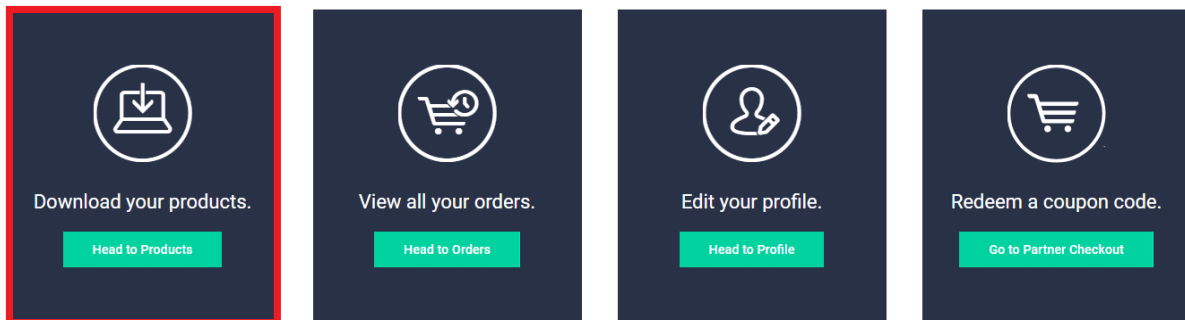 Download your products.
Head to Products
View all your orders.
Head to Orders
Edit your profile.
Head to Profile
Redeem a coupon code.
Go to Partner Checkout